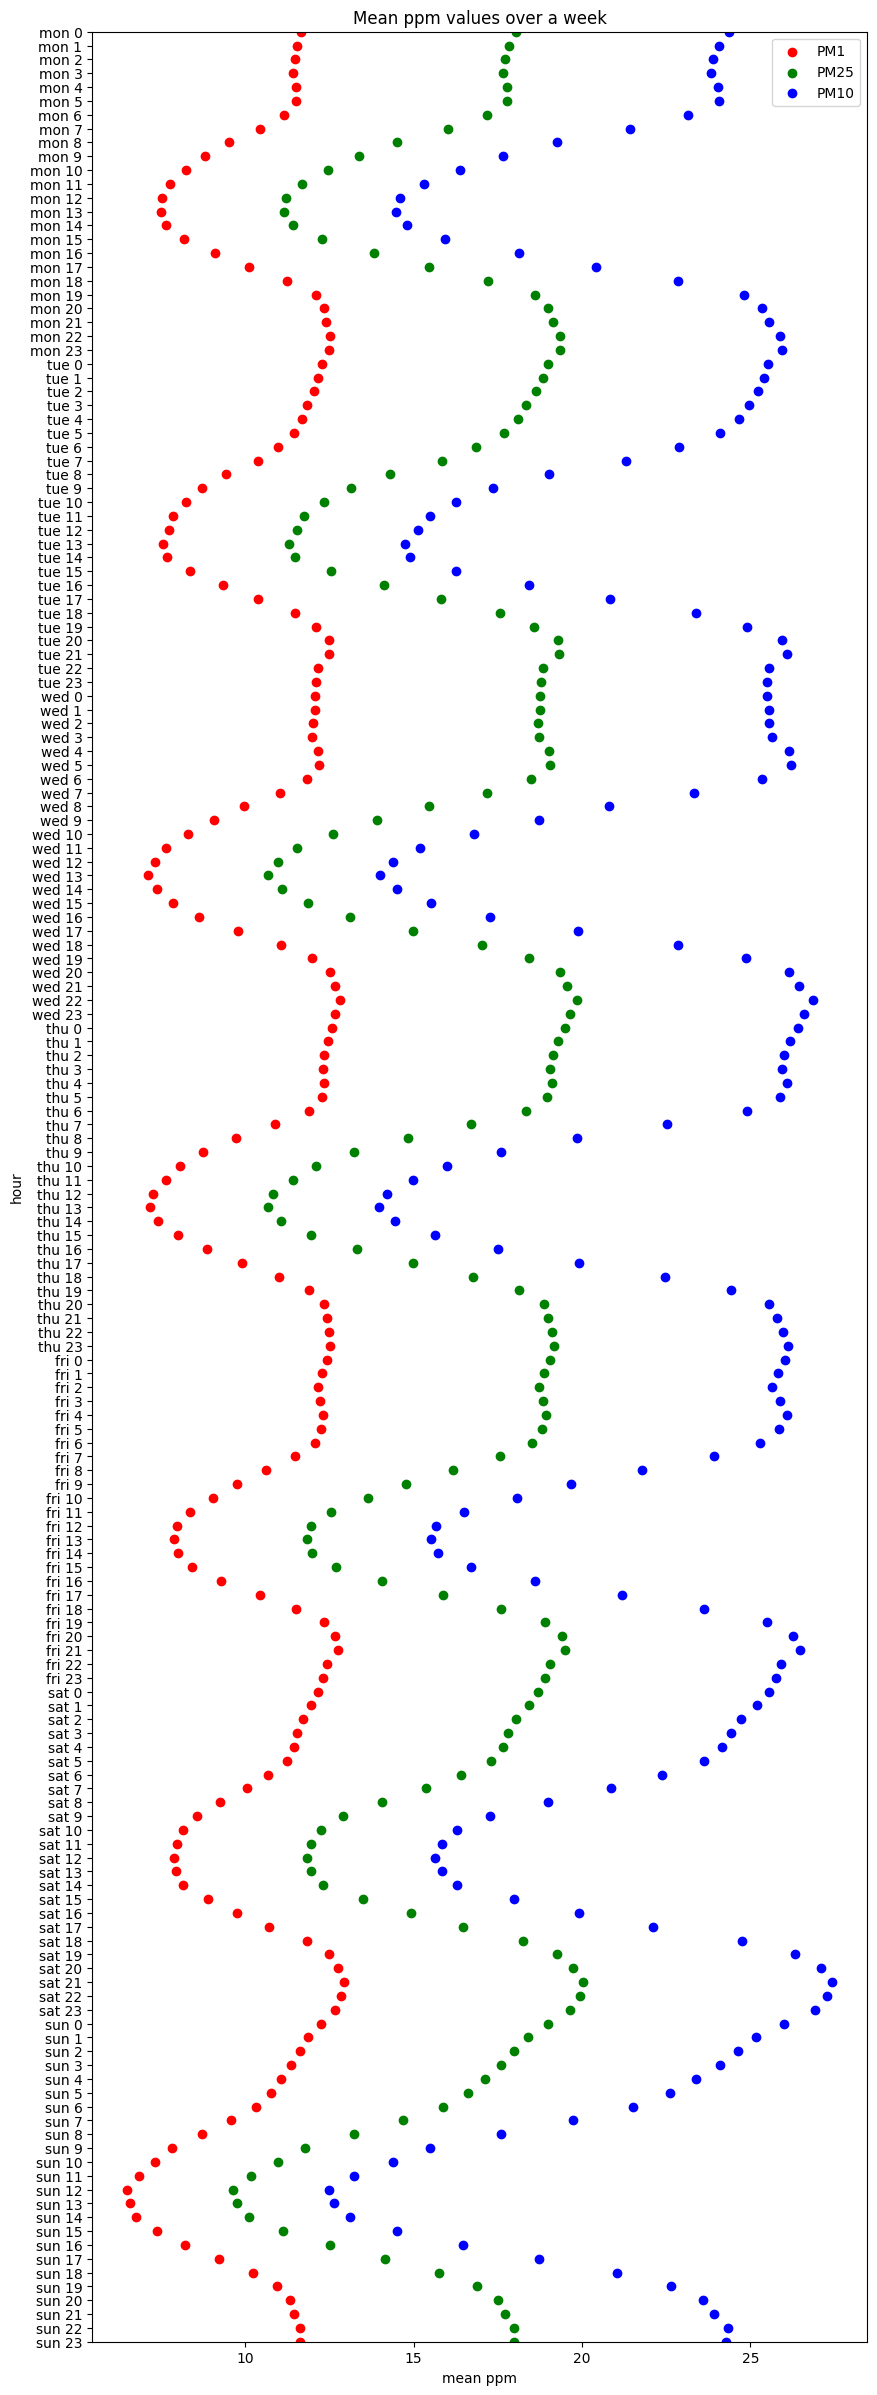 Mean ppm values over a week
PM1
PM25
PM10
mon 0
mon 1
mon 2
mon 3
mon 4
mon 5
mon 6
mon 7
mon 8
mon 9
mon 10
mon 11
mon 12
mon 13
mon 14
mon 15
mon 16
mon 17
mon 18
mon 19
mon 20
mon 21
mon 22
mon 23
tue 0
tue 1
tue 2
tue 3
tue 4
tue 5
tue 6
tue 7
tue 8
tue 9
tue 10
tue 11
tue 12
tue 13
tue 14
tue 15
tue 16
tue 17
tue 18
tue 19
tue 20
tue 21
tue 22
tue 23
wed 0
wed 1
wed 2
wed 3
wed 4
wed 5
wed 6
wed 7
wed 8
wed 9
wed 10
wed 11
wed 12
wed 13
wed 14
wed 15
wed 16
wed 17
wed 18
wed 19
wed 20
wed 21
wed 22
wed 23
thu 0
thu 1
thu 2
thu 3
thu 4
thu 5
thu 6
thu 7
thu 8
thu 9
thu 10
thu 11
thu 12
thu 13
thu 14
thu 15
thu 16
thu 17
thu 18
thu 19
thu 20
thu 21
thu 22
thu 23
fri 0
fri 1
fri 2
fri 3
fri 4
fri 5
fri 6
fri 7
fri 8
fri 9
fri 10
fri 11
fri 12
fri 13
fri 14
fri 15
fri 16
fri 17
fri 18
fri 19
fri 20
fri 21
fri 22
fri 23
sat 0
sat 1
sat 2
sat 3
sat 4
sat 5
sat 6
sat 7
sat 8
sat 9
sat 10
sat 11
sat 12
sat 13
sat 14
sat 15
sat 16
sat 17
sat 18
sat 19
sat 20
sat 21
sat 22
sat 23
sun 0
sun 1
sun 2
sun 3
sun 4
sun 5
sun 6
sun 7
sun 8
sun 9
sun 10
sun 11
sun 12
sun 13
sun 14
sun 15
sun 16
sun 17
sun 18
sun 19
sun 20
sun 21
sun 22
sun 23
hour
10 15 20 25
mean ppm